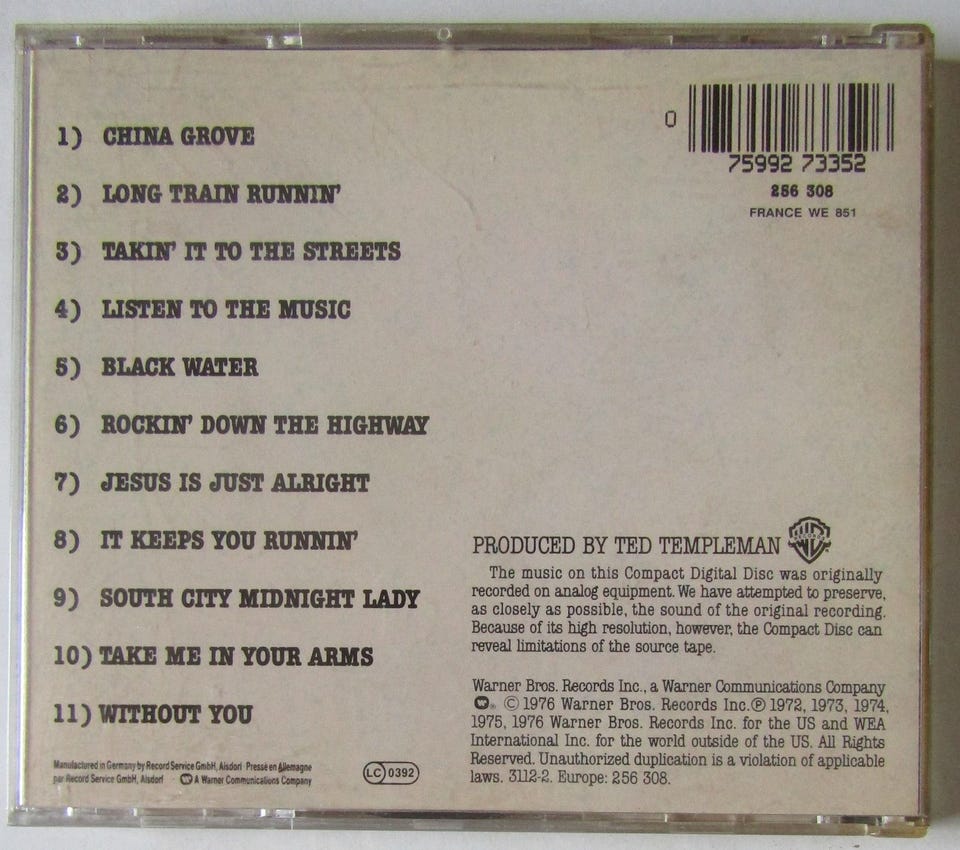 1) CHINA GROVE
2) LONG TRAIN RUNNIN'
3) TAKIN' IT TO THE STREETS
4) LISTEN TO THE MUSIC
5) BLACK WATER
6) ROCKIN' DOWN THE HIGHWAY
7) JESUS IS JUST ALRIGHT
8) IT KEEPS YOU RUNNIN'
9) SOUTH CITY MIDNIGHT LADY
10) TAKE ME IN YOUR ARMS
11) WITHOUT YOU
Manufactured in Germany by Record Service GmbH, Alsdorf Pressé en Allemagne
par Record Service GmbH, Alsdorf A Warner Communications Company
LC 0392
0
75992 73352
256 308
FRANCE WE 851
PRODUCED BY TED TEMPLEMAN
The music on this Compact Digital Disc was originally
recorded on analog equipment. We have attempted to preserve,
as closely as possible, the sound of the original recording.
Because of its high resolution, however, the Compact Disc can
reveal limitations of the source tape.
Warner Bros. Records Inc., a Warner Communications Company
® © 1976 Warner Bros. Records Inc. ℗ 1972, 1973, 1974,
1975, 1976 Warner Bros. Records Inc. for the US and WEA
International Inc. for the world outside of the US. All Rights
Reserved. Unauthorized duplication is a violation of applicable
laws. 3112-2. Europe: 256 308.